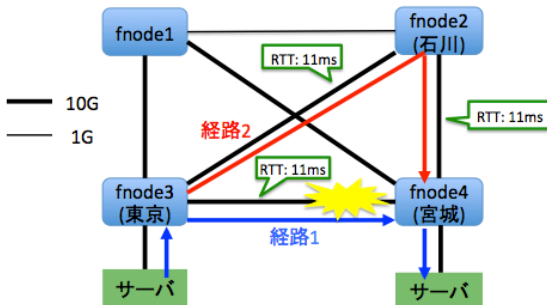 fnode1
fnode2
(石川)
RTT: 11ms
10G
1G
経路2
RTT: 11ms
RTT: 11ms
fnode3
(東京)
fnode4
(宮城)
経路1
サーバ
サーバ